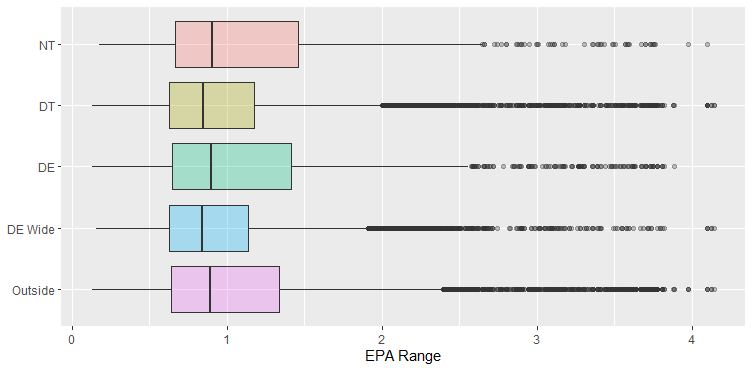 NT
DT
DE
DE Wide
Outside
0 1 2 3 4
EPA Range